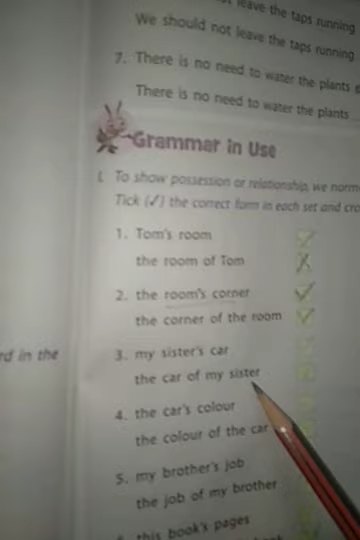 leave the taps running
We should not leave the taps running
7. There is no need to water the plants
There is no need to water the plants
Grammar in Use
I. To show possession or relationship, we norm
Tick (✓) the correct form in each set and cro
1. Tom's room
the room of Tom
2. the room's corner
the corner of the room
rd in the
3. my sister's car
the car of my sister
4. the car's colour
the colour of the car
5. my brother's job
the job of my brother
this book's pages